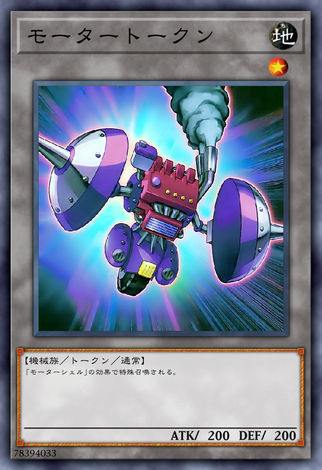 モータートークン
地
【機械族／トークン／通常】
「モーターシェル」の効果で特殊召喚される。
ATK/ 200 DEF/ 200
78394033